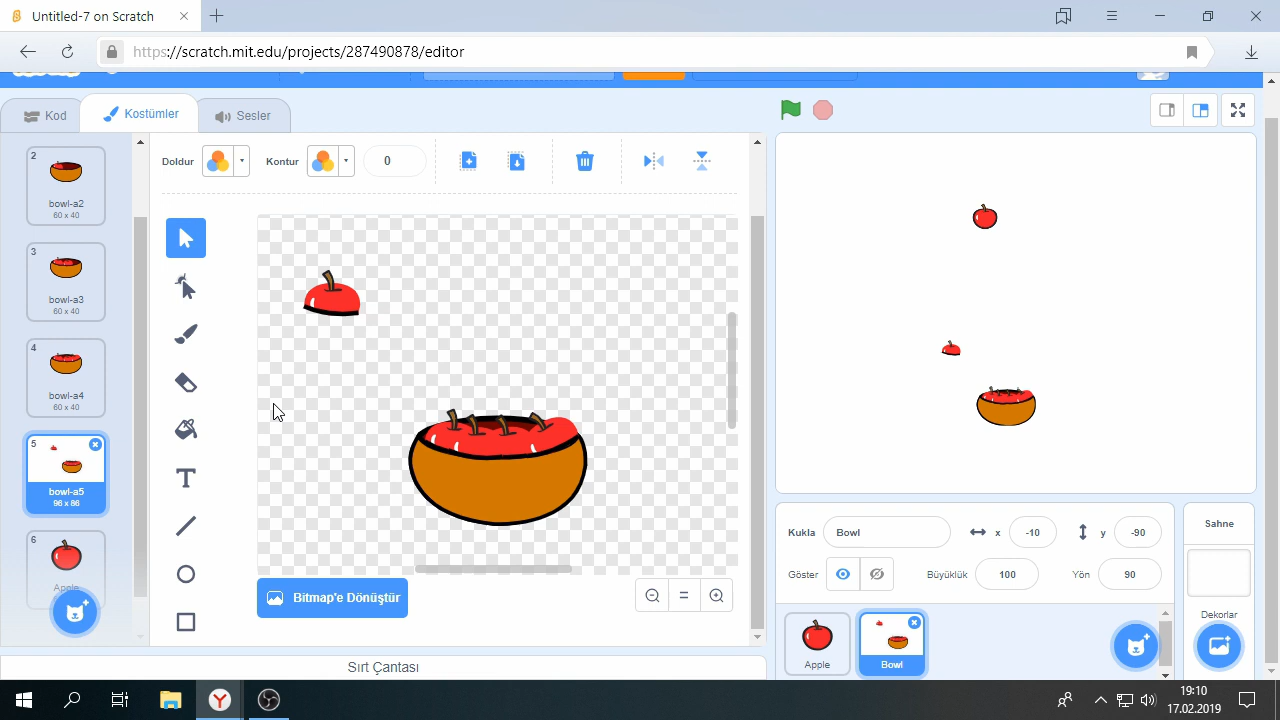 Untitled-7 on Scratch
https://scratch.mit.edu/projects/287490878/editor
Kod
Kostümler
Sesler
Doldur
Kontur
0
2
bowl-a2
60 x 40
3
bowl-a3
60 x 40
4
bowl-a4
60 x 40
5
bowl-a5
96 x 86
6
Apple
T
Bitmap'e Dönüştür
Sırt Çantası
Kukla
Bowl
x
-10
y
-90
Göster
Büyüklük
100
Yön
90
Apple
Bowl
Sahne
Dekorlar
19:10
17.02.2019